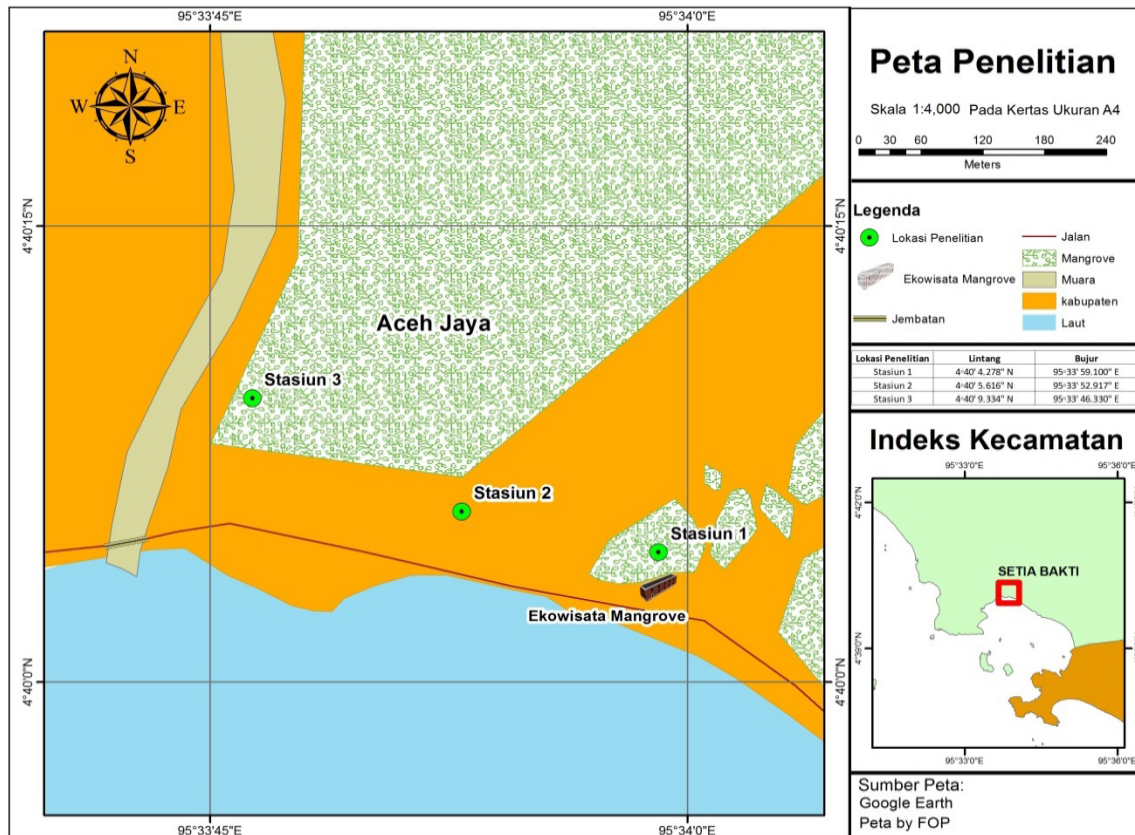 95°33'45"E
95°34'0"E
N
W
E
S
4°40'15"N
4°40'15"N
Aceh Jaya
Stasiun 3
Stasiun 2
Stasiun 1
Ekowisata Mangrove
4°40'0"N
4°40'0"N
95°33'45"E
95°34'0"E
Peta Penelitian
Skala 1:4,000 Pada Kertas Ukuran A4
0 30 60 120 180 240
Meters
Legenda
Lokasi Penelitian
Ekowisata Mangrove
Jembatan
Jalan
Mangrove
Muara
kabupaten
Laut
Lokasi Penelitian Lintang Bujur
Stasiun 1 4◦40' 4.278" N 95◦33' 59.100" E
Stasiun 2 4◦40' 5.616" N 95◦33' 52.917" E
Stasiun 3 4◦40' 9.334" N 95◦33' 46.330" E
Indeks Kecamatan
95°33'0"E
95°36'0"E
4°42'0"N
SETIA BAKTI
4°39'0"N
95°33'0"E
95°36'0"E
Sumber Peta:
Google Earth
Peta by FOP